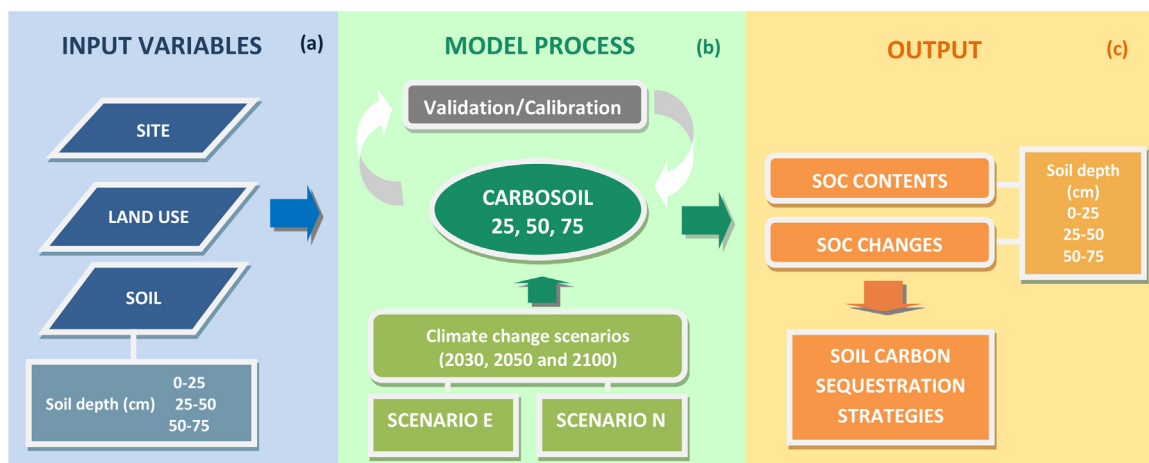 INPUT VARIABLES (a)
SITE
LAND USE
SOIL
0-25
Soil depth (cm) 25-50
50-75
MODEL PROCESS (b)
Validation/Calibration
CARBOSOIL
25, 50, 75
Climate change scenarios
(2030, 2050 and 2100)
SCENARIO E
SCENARIO N
OUTPUT (c)
SOC CONTENTS
SOC CHANGES
Soil depth
(cm)
0-25
25-50
50-75
SOIL CARBON
SEQUESTRATION
STRATEGIES